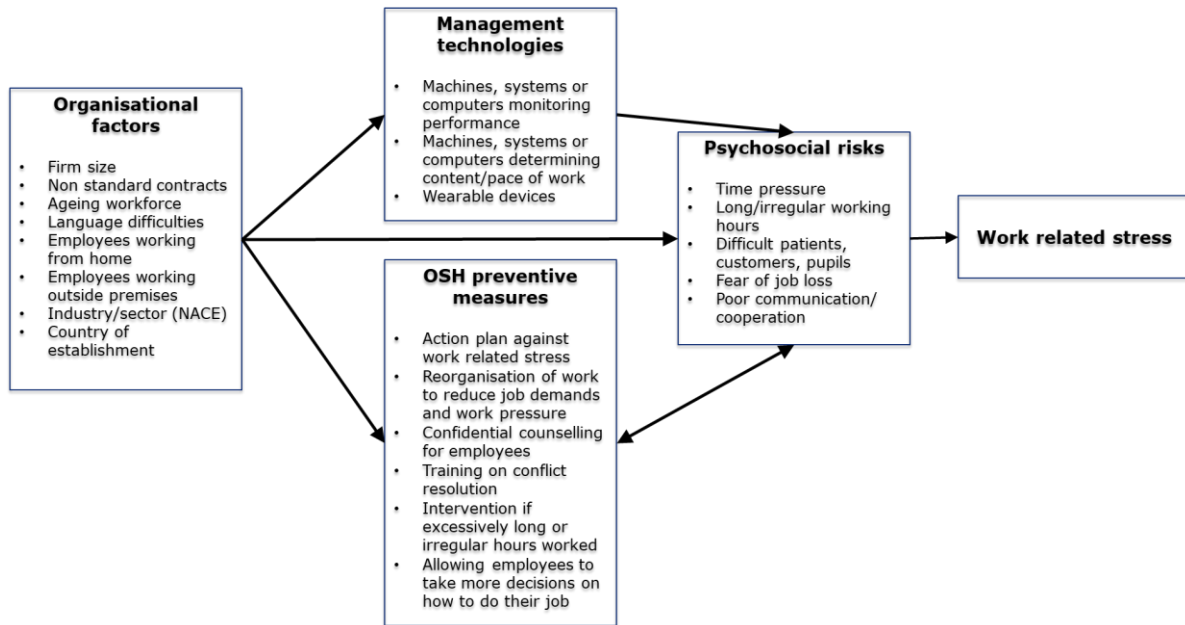 Organisational
factors
• Firm size
• Non standard contracts
• Ageing workforce
• Language difficulties
• Employees working
from home
• Employees working
outside premises
• Industry/sector (NACE)
• Country of
establishment
Management
technologies
• Machines, systems or
computers monitoring
performance
• Machines, systems or
computers determining
content/pace of work
• Wearable devices
OSH preventive
measures
• Action plan against
work related stress
• Reorganisation of work
to reduce job demands
and work pressure
• Confidential counselling
for employees
• Training on conflict
resolution
• Intervention if
excessively long or
irregular hours worked
• Allowing employees to
take more decisions on
how to do their job
Psychosocial risks
• Time pressure
• Long/irregular working
hours
• Difficult patients,
customers, pupils
• Fear of job loss
• Poor communication/
cooperation
Work related stress